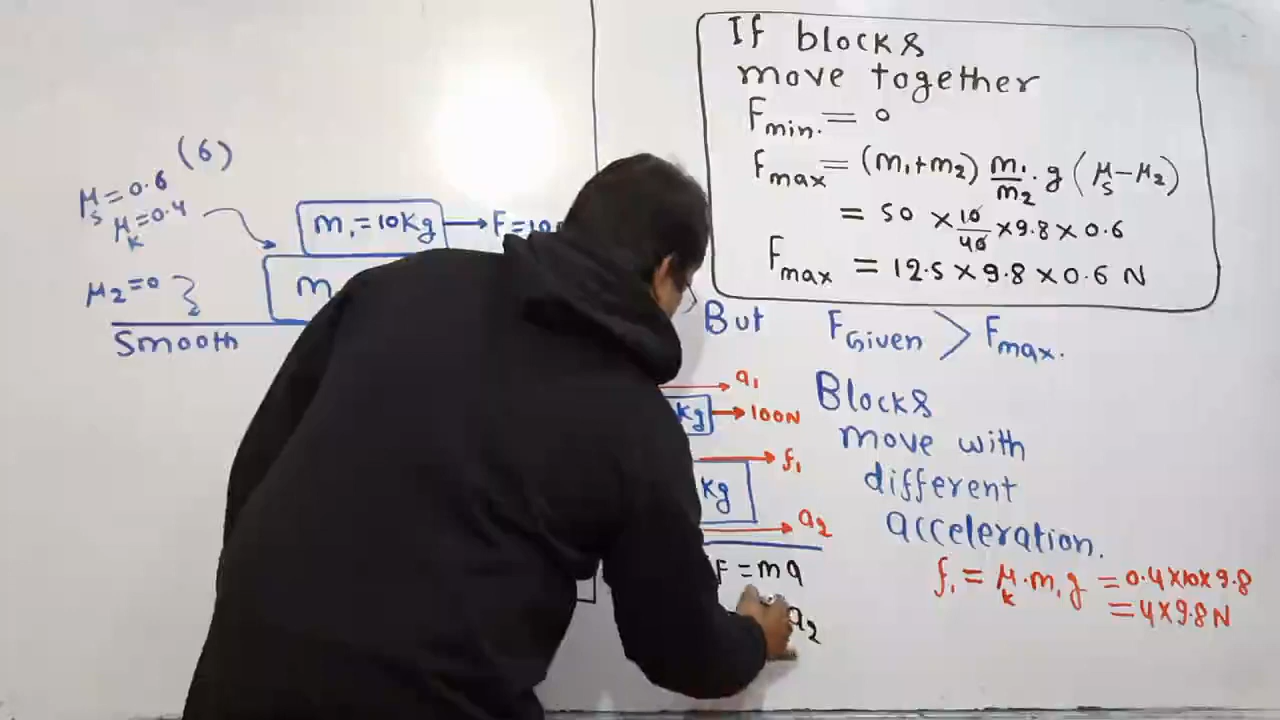 (6)
μs=0.6
μk=0.4
m1=10Kg
μ2=0
m
Smooth
If blocks
move together
Fmin. = 0
Fmax = (m1+m2) m1/m2 . g (μs-μ2)
= 50 × 10/40 × 9.8 × 0.6
Fmax = 12.5 × 9.8 × 0.6 N
But FGiven > Fmax.
a1
kg
100N
f1
kg
a2
F = ma
a2
Blocks
move with
different
acceleration.
f1 = μk . m1g = 0.4×10×9.8
= 4×9.8N